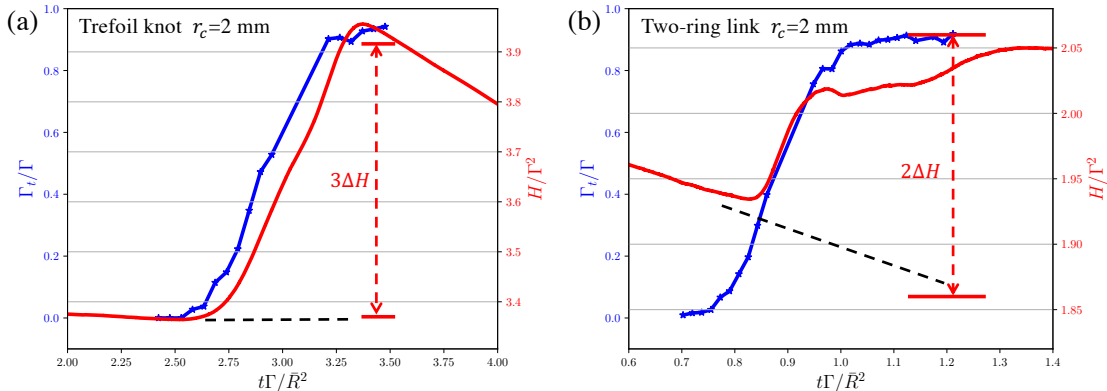 (a)
Trefoil knot r_c=2 mm
1.0
0.8
0.6
0.4
0.2
0.0
Γ_t/Γ
3.9
3.8
3.7
3.6
3.5
3.4
H/Γ²
3ΔH
2.00 2.25 2.50 2.75 3.00 3.25 3.50 3.75 4.00
tΓ/R̄²
(b)
Two-ring link r_c=2 mm
1.0
0.8
0.6
0.4
0.2
0.0
Γ_t/Γ
2.05
2.00
1.95
1.90
1.85
H/Γ²
2ΔH
0.6 0.7 0.8 0.9 1.0 1.1 1.2 1.3 1.4
tΓ/R̄²